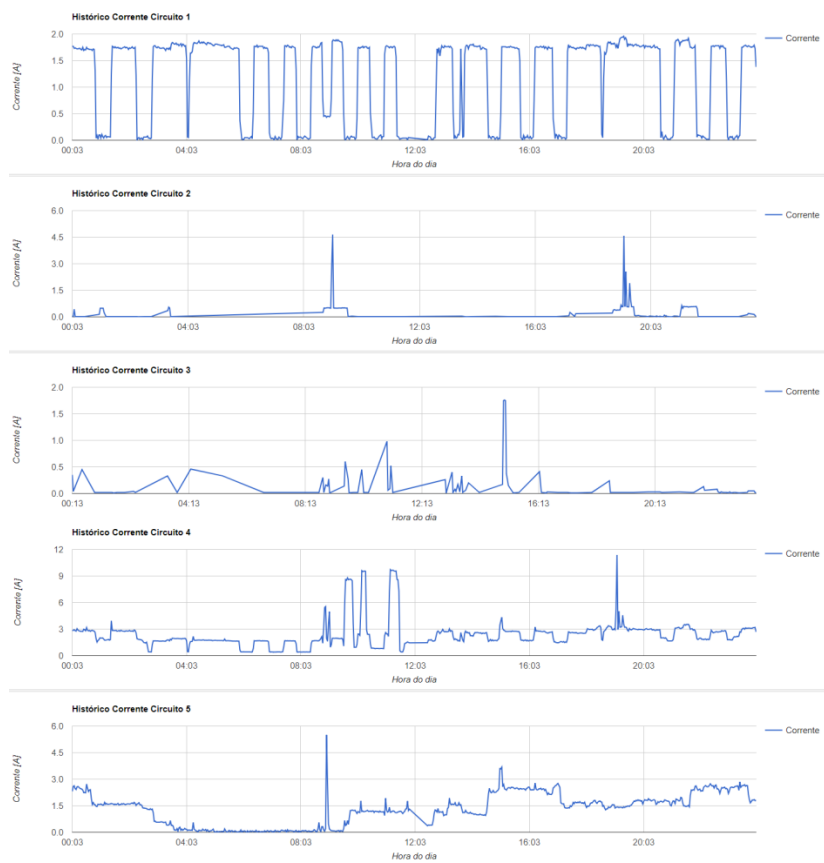 Histórico Corrente Circuito 1
2.0
Corrente
1.5
1.0
0.5
0.0
Corrente [A]
00:03 04:03 08:03 12:03 16:03 20:03
Hora do dia
Histórico Corrente Circuito 2
6.0
Corrente
4.5
3.0
1.5
0.0
Corrente [A]
00:03 04:03 08:03 12:03 16:03 20:03
Hora do dia
Histórico Corrente Circuito 3
2.0
Corrente
1.5
1.0
0.5
0.0
Corrente [A]
00:13 04:13 08:13 12:13 16:13 20:13
Hora do dia
Histórico Corrente Circuito 4
12
Corrente
9
6
3
0
Corrente [A]
00:03 04:03 08:03 12:03 16:03 20:03
Hora do dia
Histórico Corrente Circuito 5
6.0
Corrente
4.5
3.0
1.5
0.0
Corrente [A]
00:03 04:03 08:03 12:03 16:03 20:03
Hora do dia